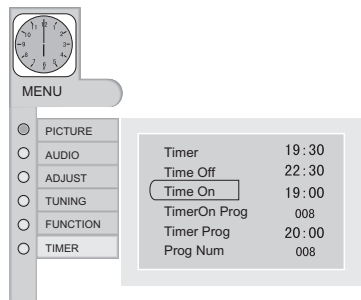 MENU
PICTURE
AUDIO
ADJUST
TUNING
FUNCTION
TIMER
Timer 19:30
Time Off 22:30
Time On 19:00
TimerOn Prog 008
Timer Prog 20:00
Prog Num 008